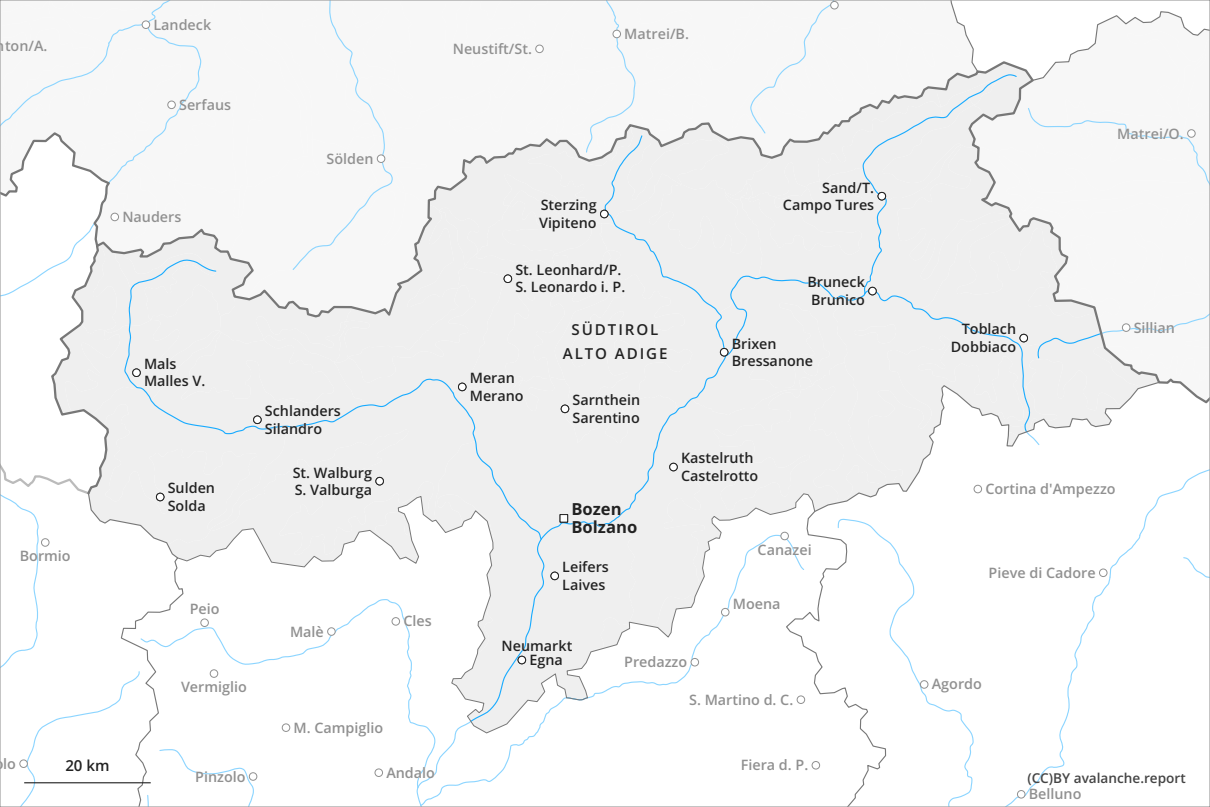 Landeck
Matrei/B.
Neustift/St.
Serfaus
Matrei/O.
Sölden
Sand/T.
Campo Tures
Nauders
Sterzing
Vipiteno
St. Leonhard/P.
S. Leonardo i. P.
Bruneck
Brunico
SÜDTIROL
ALTO ADIGE
Toblach
Dobbiaco
Sillian
Brixen
Bressanone
Mals
Malles V.
Meran
Merano
Sarnthein
Sarentino
Schlanders
Silandro
Kastelruth
Castelrotto
St. Walburg
S. Valburga
Sulden
Solda
Cortina d'Ampezzo
Bozen
Bolzano
Bormio
Canazei
Leifers
Laives
Pieve di Cadore
Peio
Moena
Cles
Malè
Neumarkt
Egna
Predazzo
Vermiglio
Agordo
S. Martino d. C.
M. Campiglio
20 km
Pinzolo
Andalo
Fiera d. P.
(CC)BY avalanche.report
Belluno